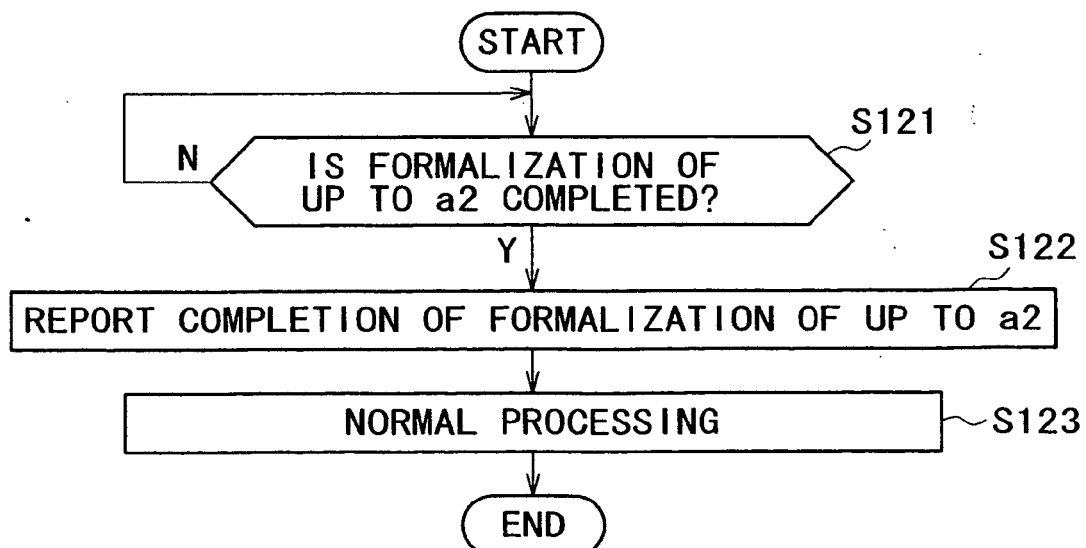 START
S121
N
IS FORMALIZATION OF
UP TO a2 COMPLETED?
Y
S122
REPORT COMPLETION OF FORMALIZATION OF UP TO a2
NORMAL PROCESSING
S123
END